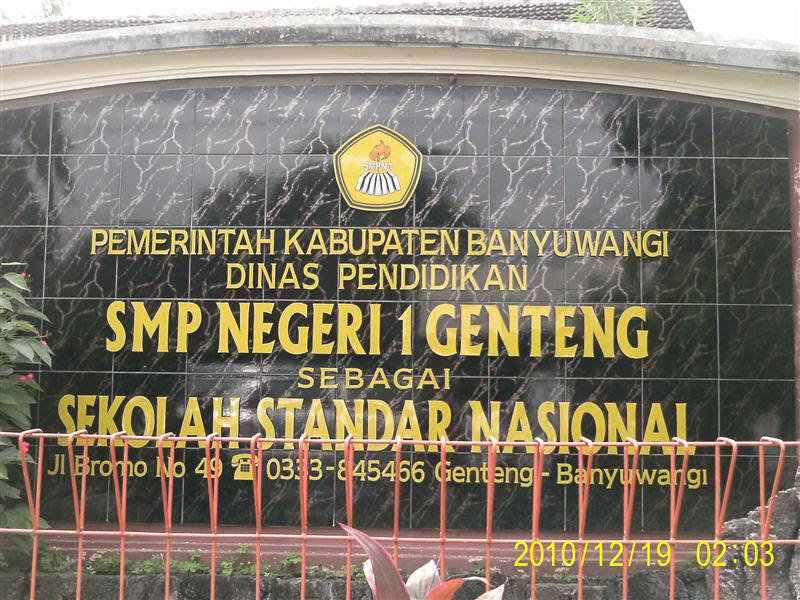 SMPN 1
PEMERINTAH KABUPATEN BANYUWANGI
DINAS PENDIDIKAN
SMP NEGERI 1 GENTENG
SEBAGAI
SEKOLAH STANDAR NASIONAL
Jl Bromo No 49 ☎ 0333-845466 Genteng - Banyuwangi
2010/12/19 02:03